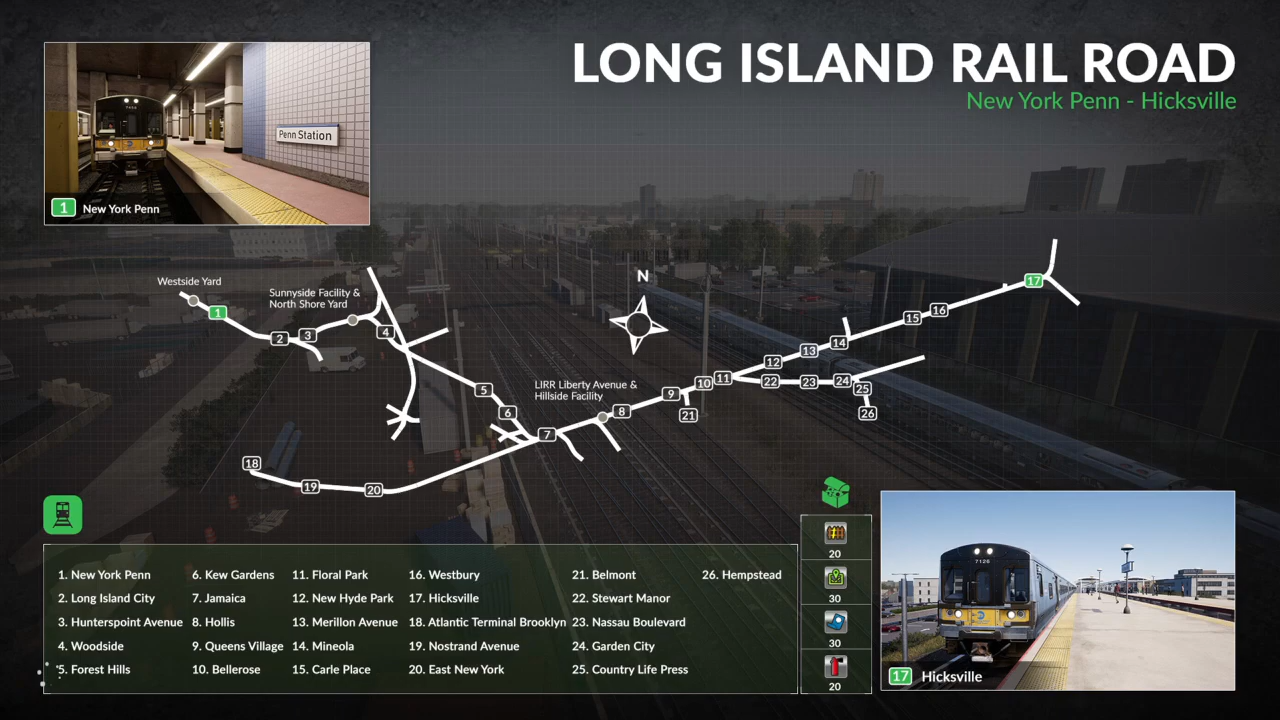 LONG ISLAND RAIL ROAD
New York Penn - Hicksville
Penn Station
1 New York Penn
N
Westside Yard
Sunnyside Facility &
North Shore Yard
LIRR Liberty Avenue &
Hillside Facility
1
2
3
4
5
6
7
8
9
10
11
12
13
14
15
16
17
18
19
20
21
22
23
24
25
26
1. New York Penn
2. Long Island City
3. Hunterspoint Avenue
4. Woodside
5. Forest Hills
6. Kew Gardens
7. Jamaica
8. Hollis
9. Queens Village
10. Bellerose
11. Floral Park
12. New Hyde Park
13. Merillon Avenue
14. Mineola
15. Carle Place
16. Westbury
17. Hicksville
18. Atlantic Terminal Brooklyn
19. Nostrand Avenue
20. East New York
21. Belmont
22. Stewart Manor
23. Nassau Boulevard
24. Garden City
25. Country Life Press
26. Hempstead
20
30
30
20
7126
17 Hicksville